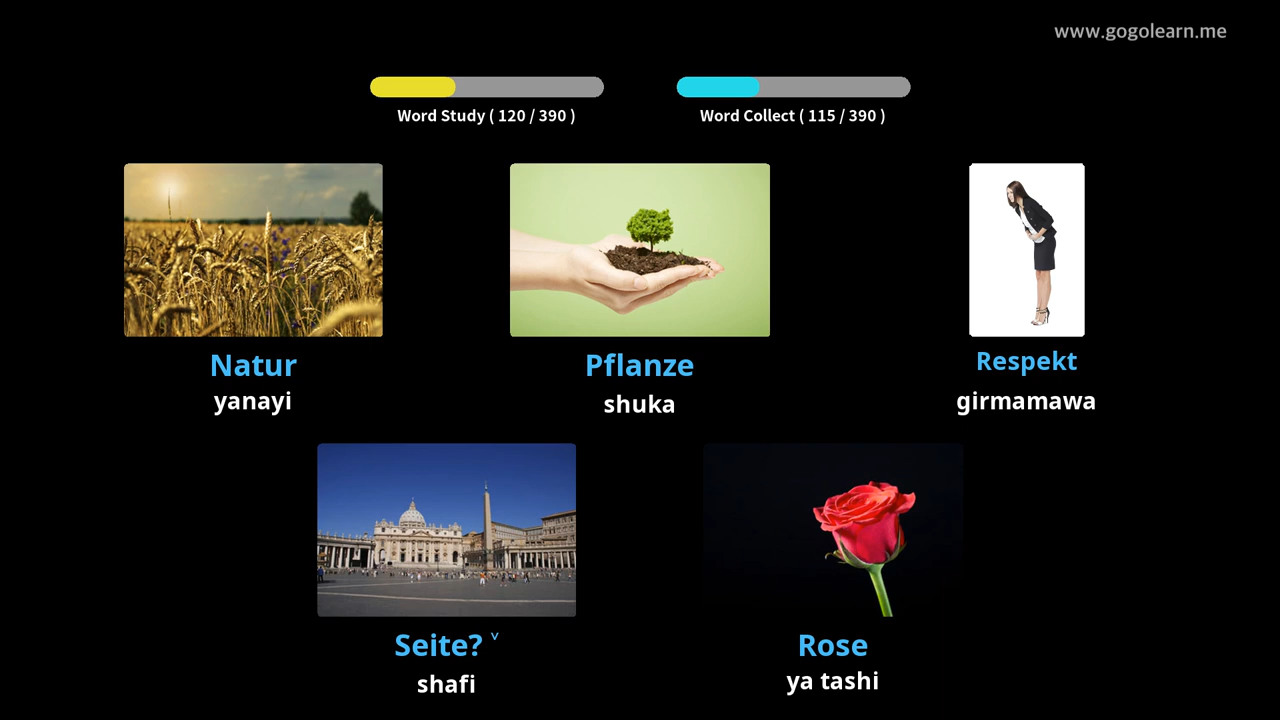 www.gogolearn.me
Word Study ( 120 / 390 )
Word Collect ( 115 / 390 )
Natur
yanayi
Pflanze
shuka
Respekt
girmamawa
Seite? ˅
shafi
Rose
ya tashi